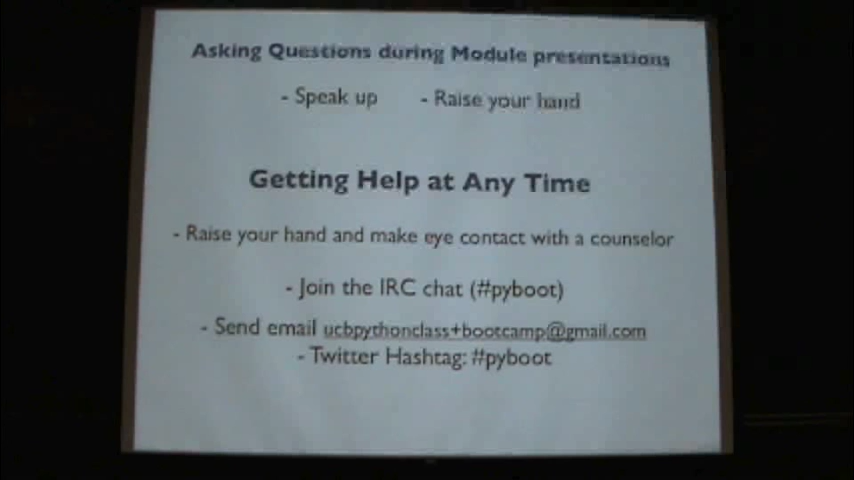 Asking Questions during Module presentations
- Speak up - Raise your hand
Getting Help at Any Time
- Raise your hand and make eye contact with a counselor
- Join the IRC chat (#pyboot)
- Send email ucbpythonclass+bootcamp@gmail.com
- Twitter Hashtag: #pyboot